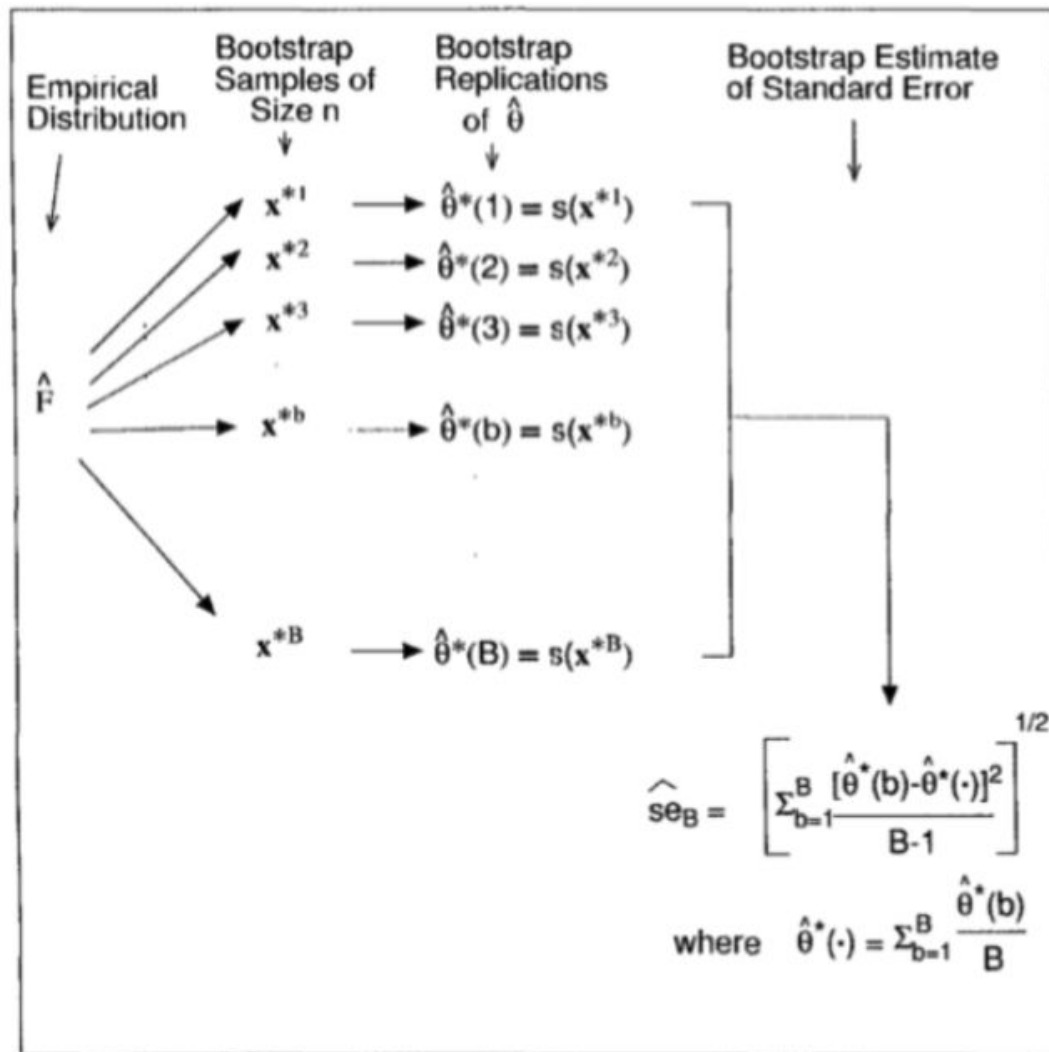 Empirical
Distribution
Bootstrap
Samples of
Size n
Bootstrap
Replications
of θ̂
Bootstrap Estimate
of Standard Error
F̂
x*1 θ̂*(1) = s(x*1)
x*2 θ̂*(2) = s(x*2)
x*3 θ̂*(3) = s(x*3)
x*b θ̂*(b) = s(x*b)
x*B θ̂*(B) = s(x*B)
ŝe_B = [Σ_{b=1}^B [θ̂*(b)-θ̂*(·)]²/B-1]^1/2
where θ̂*(·) = Σ_{b=1}^B θ̂*(b)/B